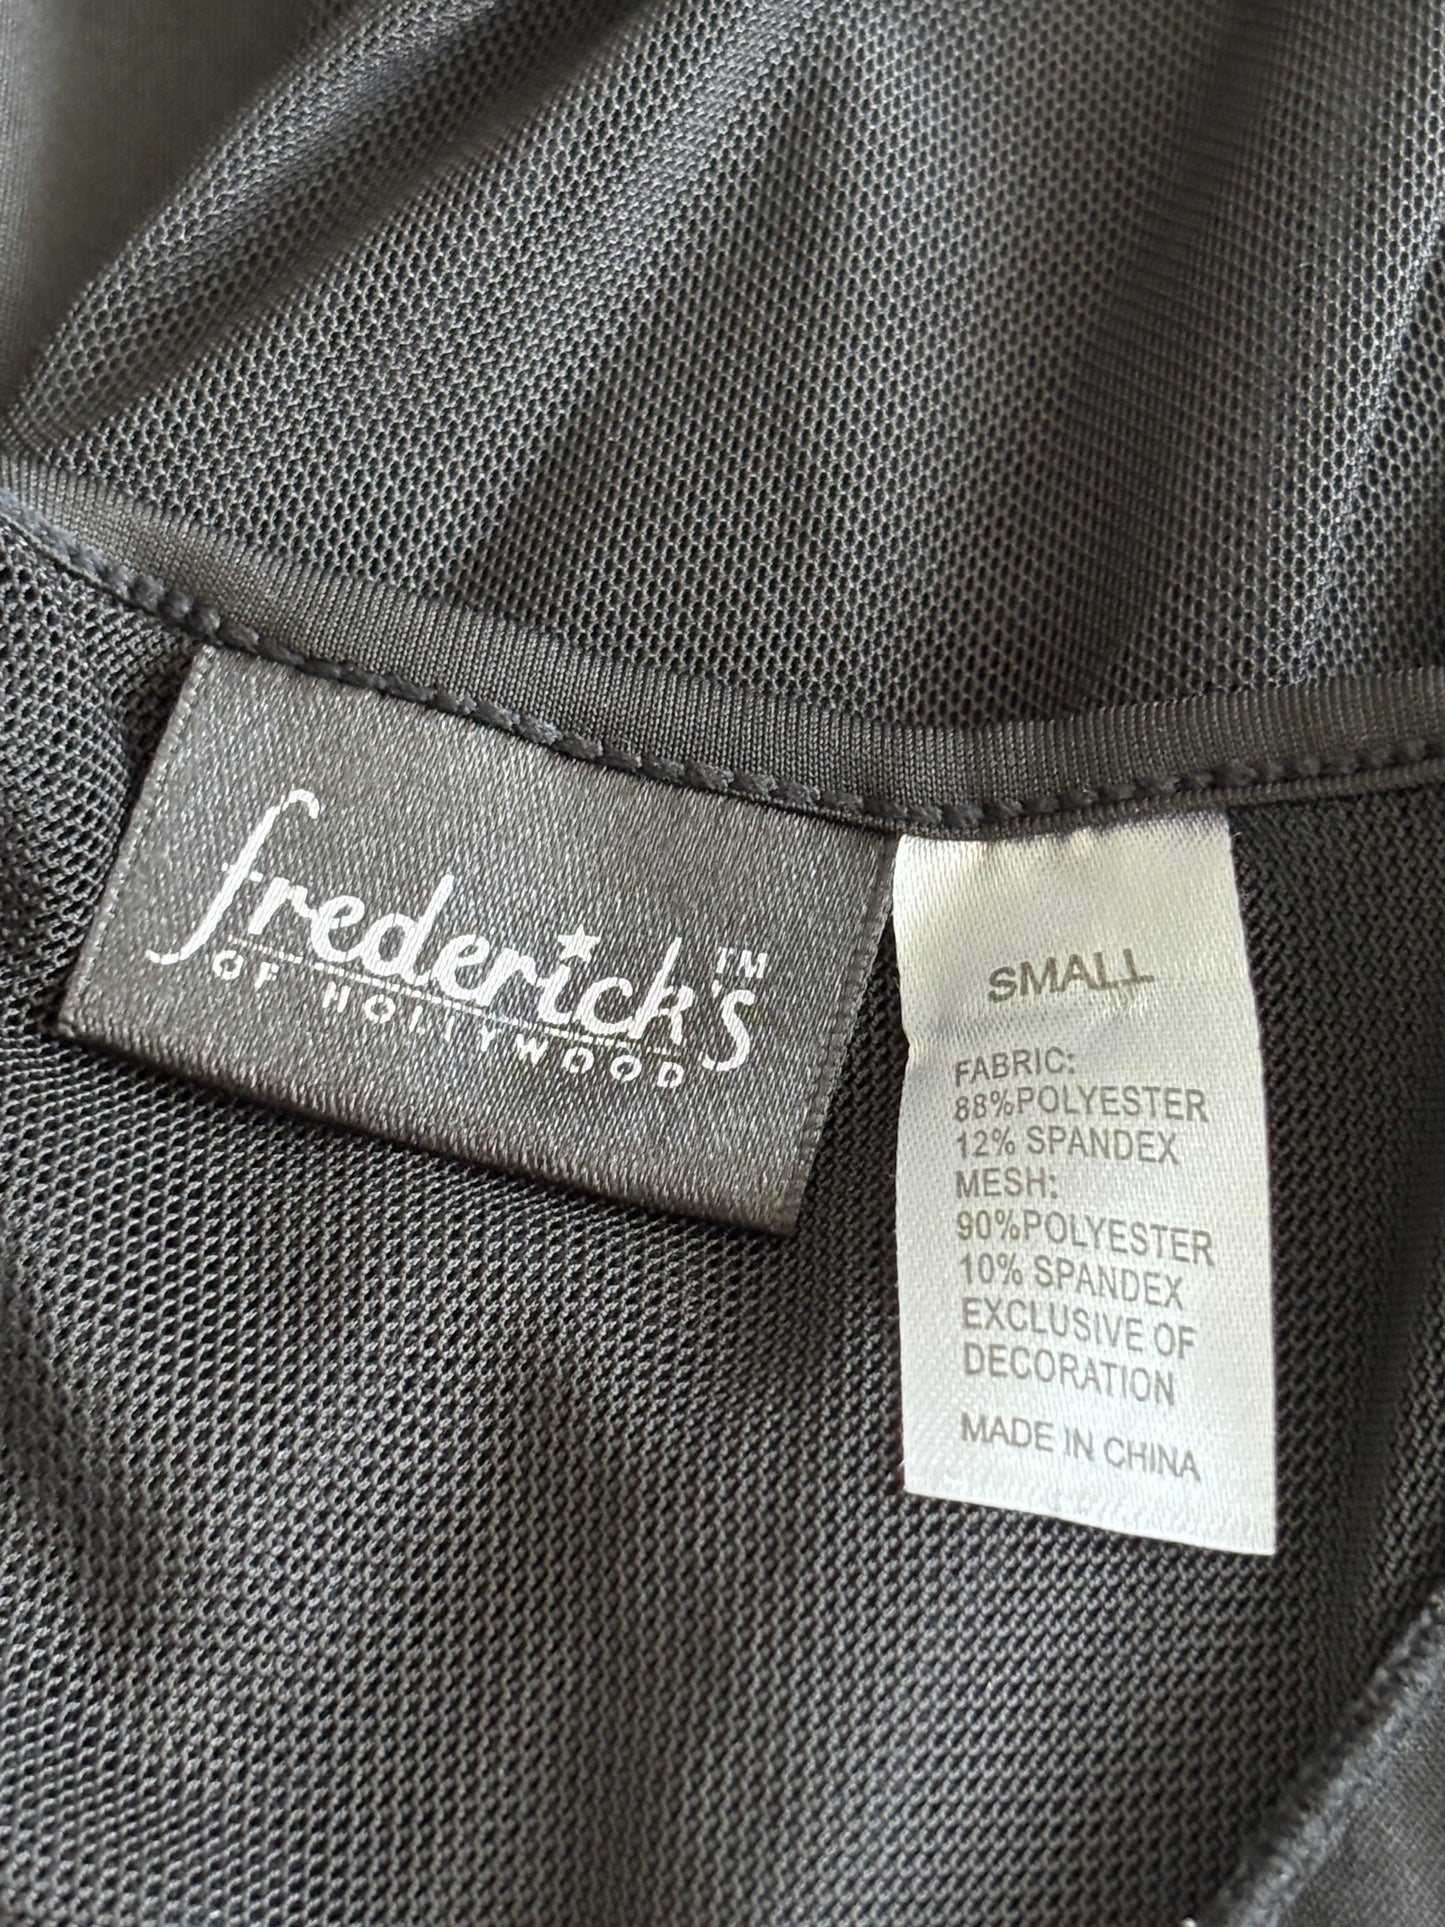 frederick's™
OF HOLLYWOOD
SMALL
FABRIC:
88%POLYESTER
12% SPANDEX
MESH:
90%POLYESTER
10% SPANDEX
EXCLUSIVE OF
DECORATION
MADE IN CHINA